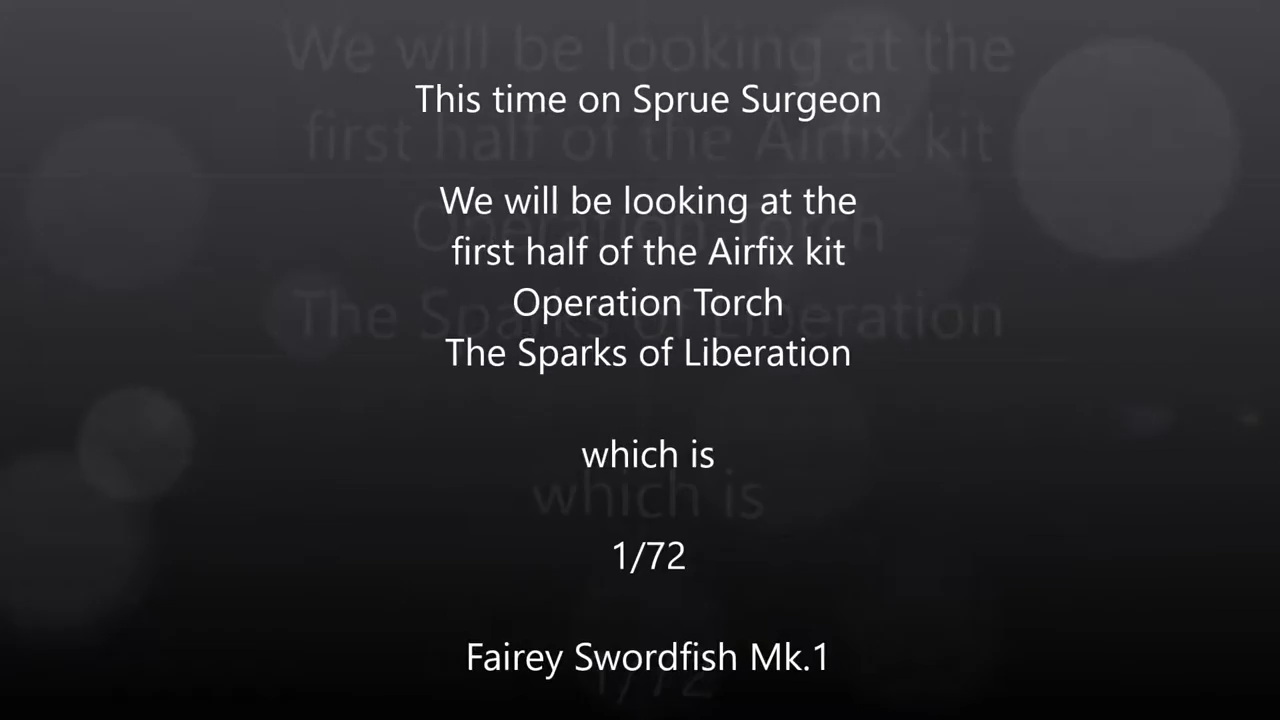 This time on Sprue Surgeon
We will be looking at the
first half of the Airfix kit
Operation Torch
The Sparks of Liberation
which is
1/72
Fairey Swordfish Mk.1